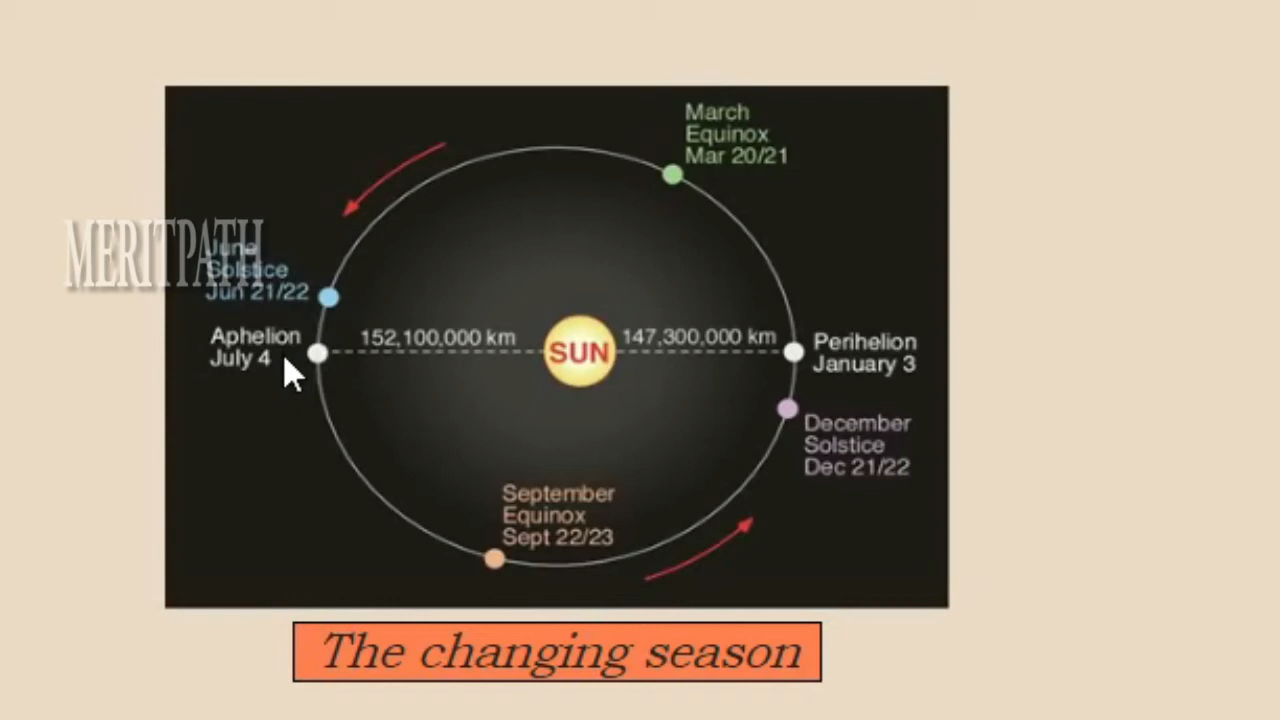 March
Equinox
Mar 20/21
MERITPATH
June
Solstice
Jun 21/22
Aphelion
July 4
152,100,000 km
SUN
147,300,000 km
Perihelion
January 3
December
Solstice
Dec 21/22
September
Equinox
Sept 22/23
The changing season